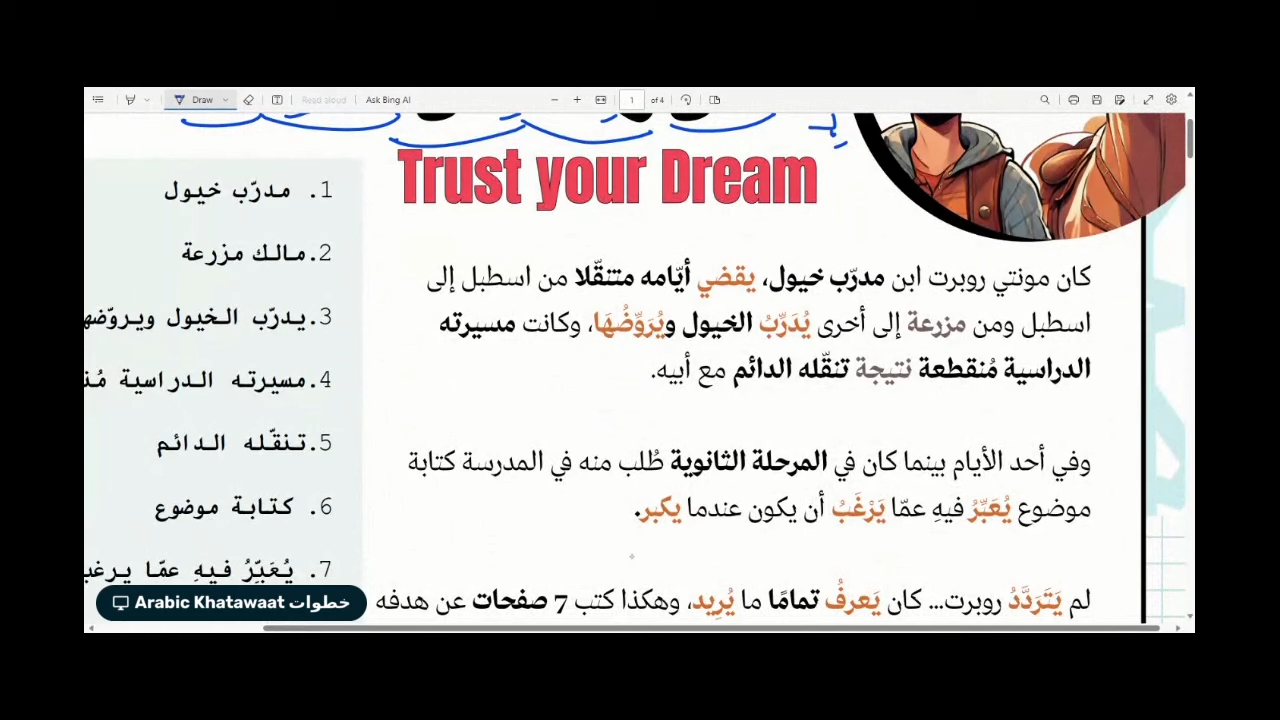 Draw
Read aloud
Ask Bing AI
1
of 4
Trust your Dream
كان مونتي روبرت ابن مدرّب خيول، يقضي أيّامه متنقّلا من اسطبل إلى
اسطبل ومن مزرعة إلى أخرى يُدَرِّبُ الخيول ويُرَوِّضُهَا، وكانت مسيرته
الدراسية مُنقطعة نتيجة تنقّله الدائم مع أبيه.
وفي أحد الأيام بينما كان في المرحلة الثانوية طُلب منه في المدرسة كتابة
موضوع يُعَبِّرُ فيهِ عمّا يَرْغَبُ أن يكون عندما يكبر.
لم يَتَرَدَّدُ روبرت... كان يَعرفُ تمامًا ما يُرِيد، وهكذا كتب 7 صفحات عن هدفه
1. مدرّب خيول
2. مالك مزرعة
3. يدرّب الخيول ويروّضه
4. مسيرته الدراسية مُن
5. تنقّله الدائم
6. كتابة موضوع
7. يُعَبِّرُ فيهِ عمّا يرغب
Arabic Khatawaat خطوات